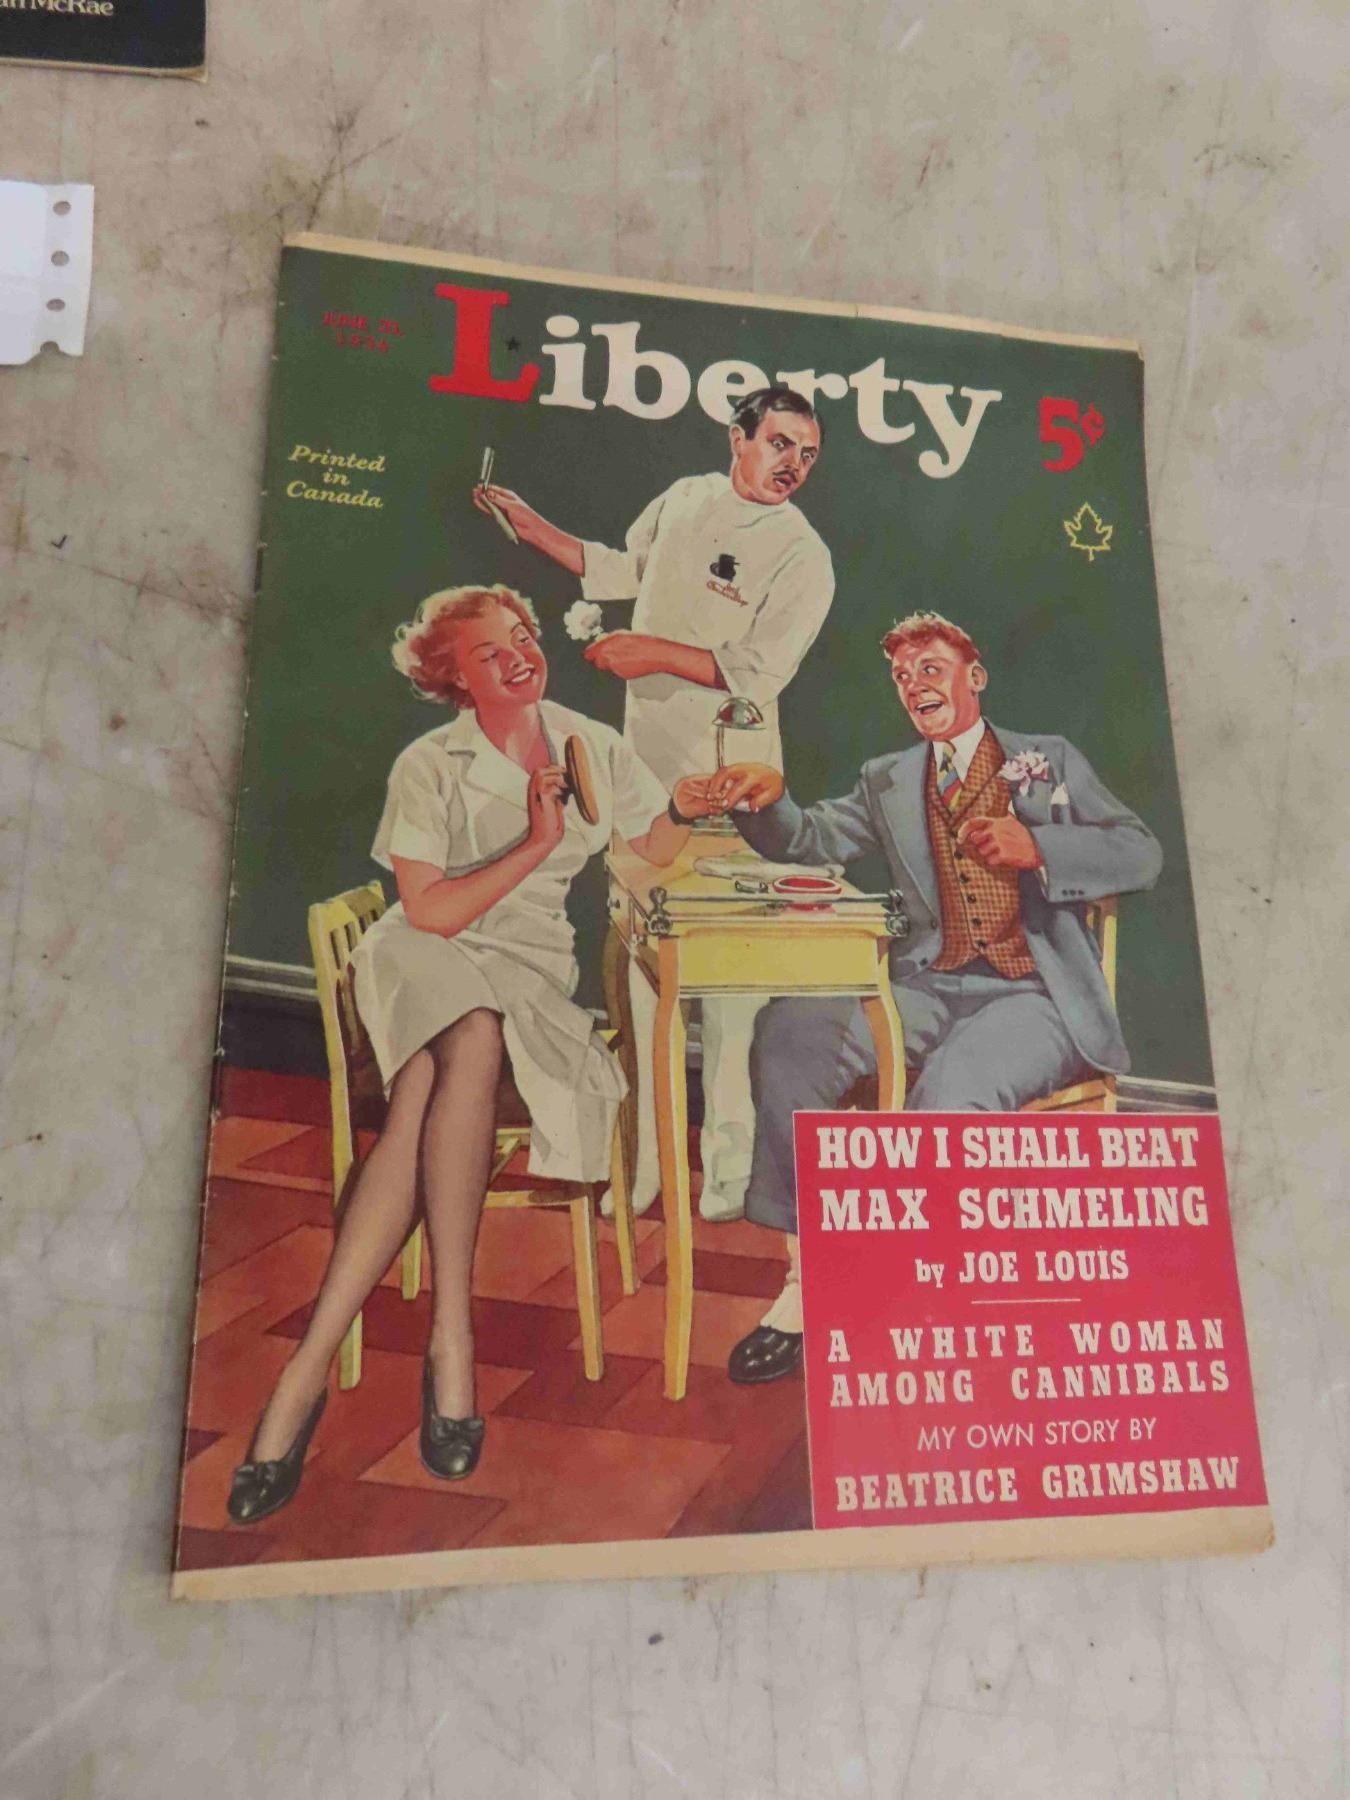 McRae
JUNE 20,
1936
Liberty
5¢
Printed
in
Canada
HOW I SHALL BEAT
MAX SCHMELING
by JOE LOUIS
A WHITE WOMAN
AMONG CANNIBALS
MY OWN STORY BY
BEATRICE GRIMSHAW